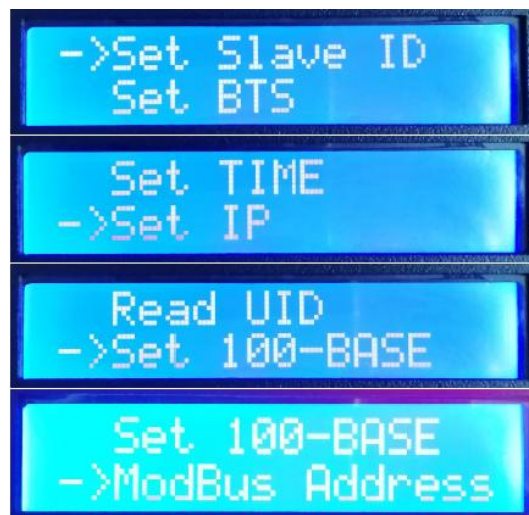 ->Set Slave ID
Set BTS
Set TIME
->Set IP
Read UID
->Set 100-BASE
Set 100-BASE
->ModBus Address